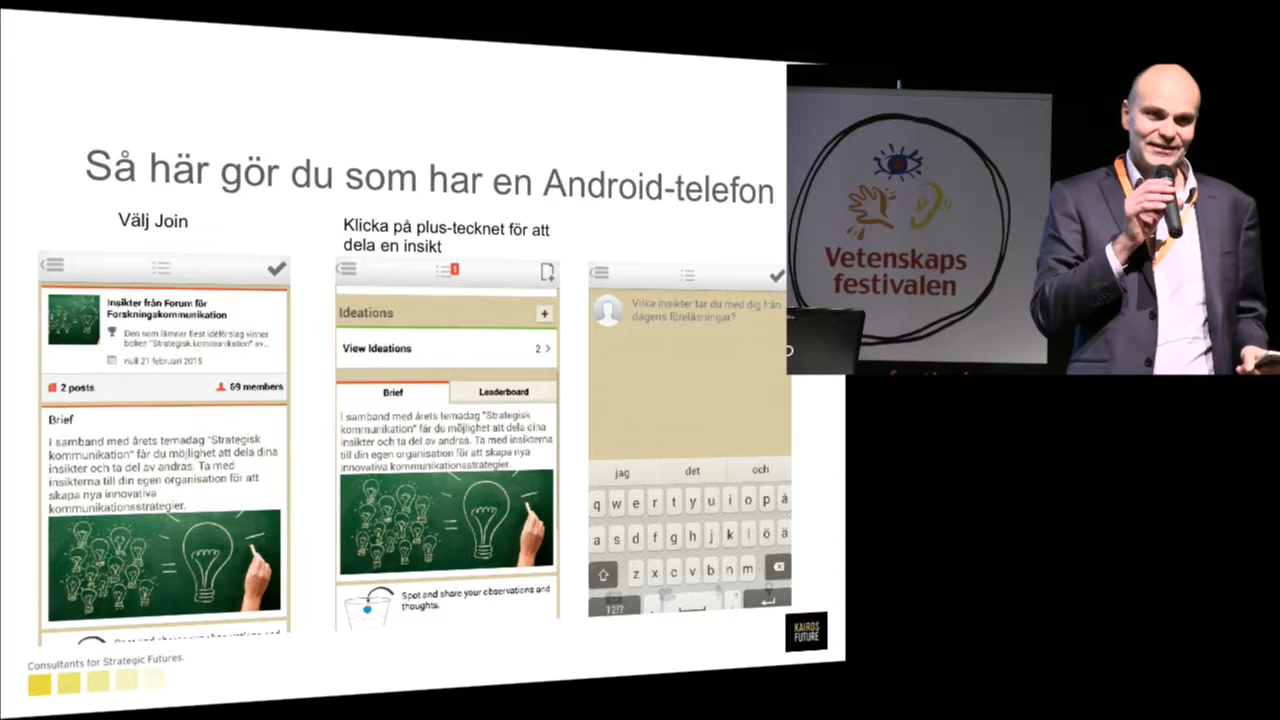 Så här gör du som har en Android-telefon
Välj Join
Klicka på plus-tecknet för att
dela en insikt
Insikter från Forum för
Forskningskommunikation
Den som lämnar flest idéförslag vinner
boken "Strategisk kommunikation" av...
null 21 februari 2015
2 posts
69 members
Brief
I samband med årets temadag "Strategisk
kommunikation" får du möjlighet att dela dina
insikter och ta del av andras. Ta med
insikterna till din egen organisation för att
skapa nya innovativa
kommunikationsstrategier.
1
Ideations
+
View Ideations
2 >
Brief
Leaderboard
I samband med årets temadag "Strategisk
kommunikation" får du möjlighet att dela dina
insikter och ta del av andras. Ta med insikterna
till din egen organisation för att skapa nya
innovativa kommunikationsstrategier.
Spot and share your observations and
thoughts.
Vilka insikter tar du med dig från
dagens föreläsningar?
jag det och
q w e r t y u i o p å
a s d f g h j k l ö ä
z x c v b n m
12!?
KAIROS
FUTURE
Consultants for Strategic Futures.
Vetenskaps
festivalen